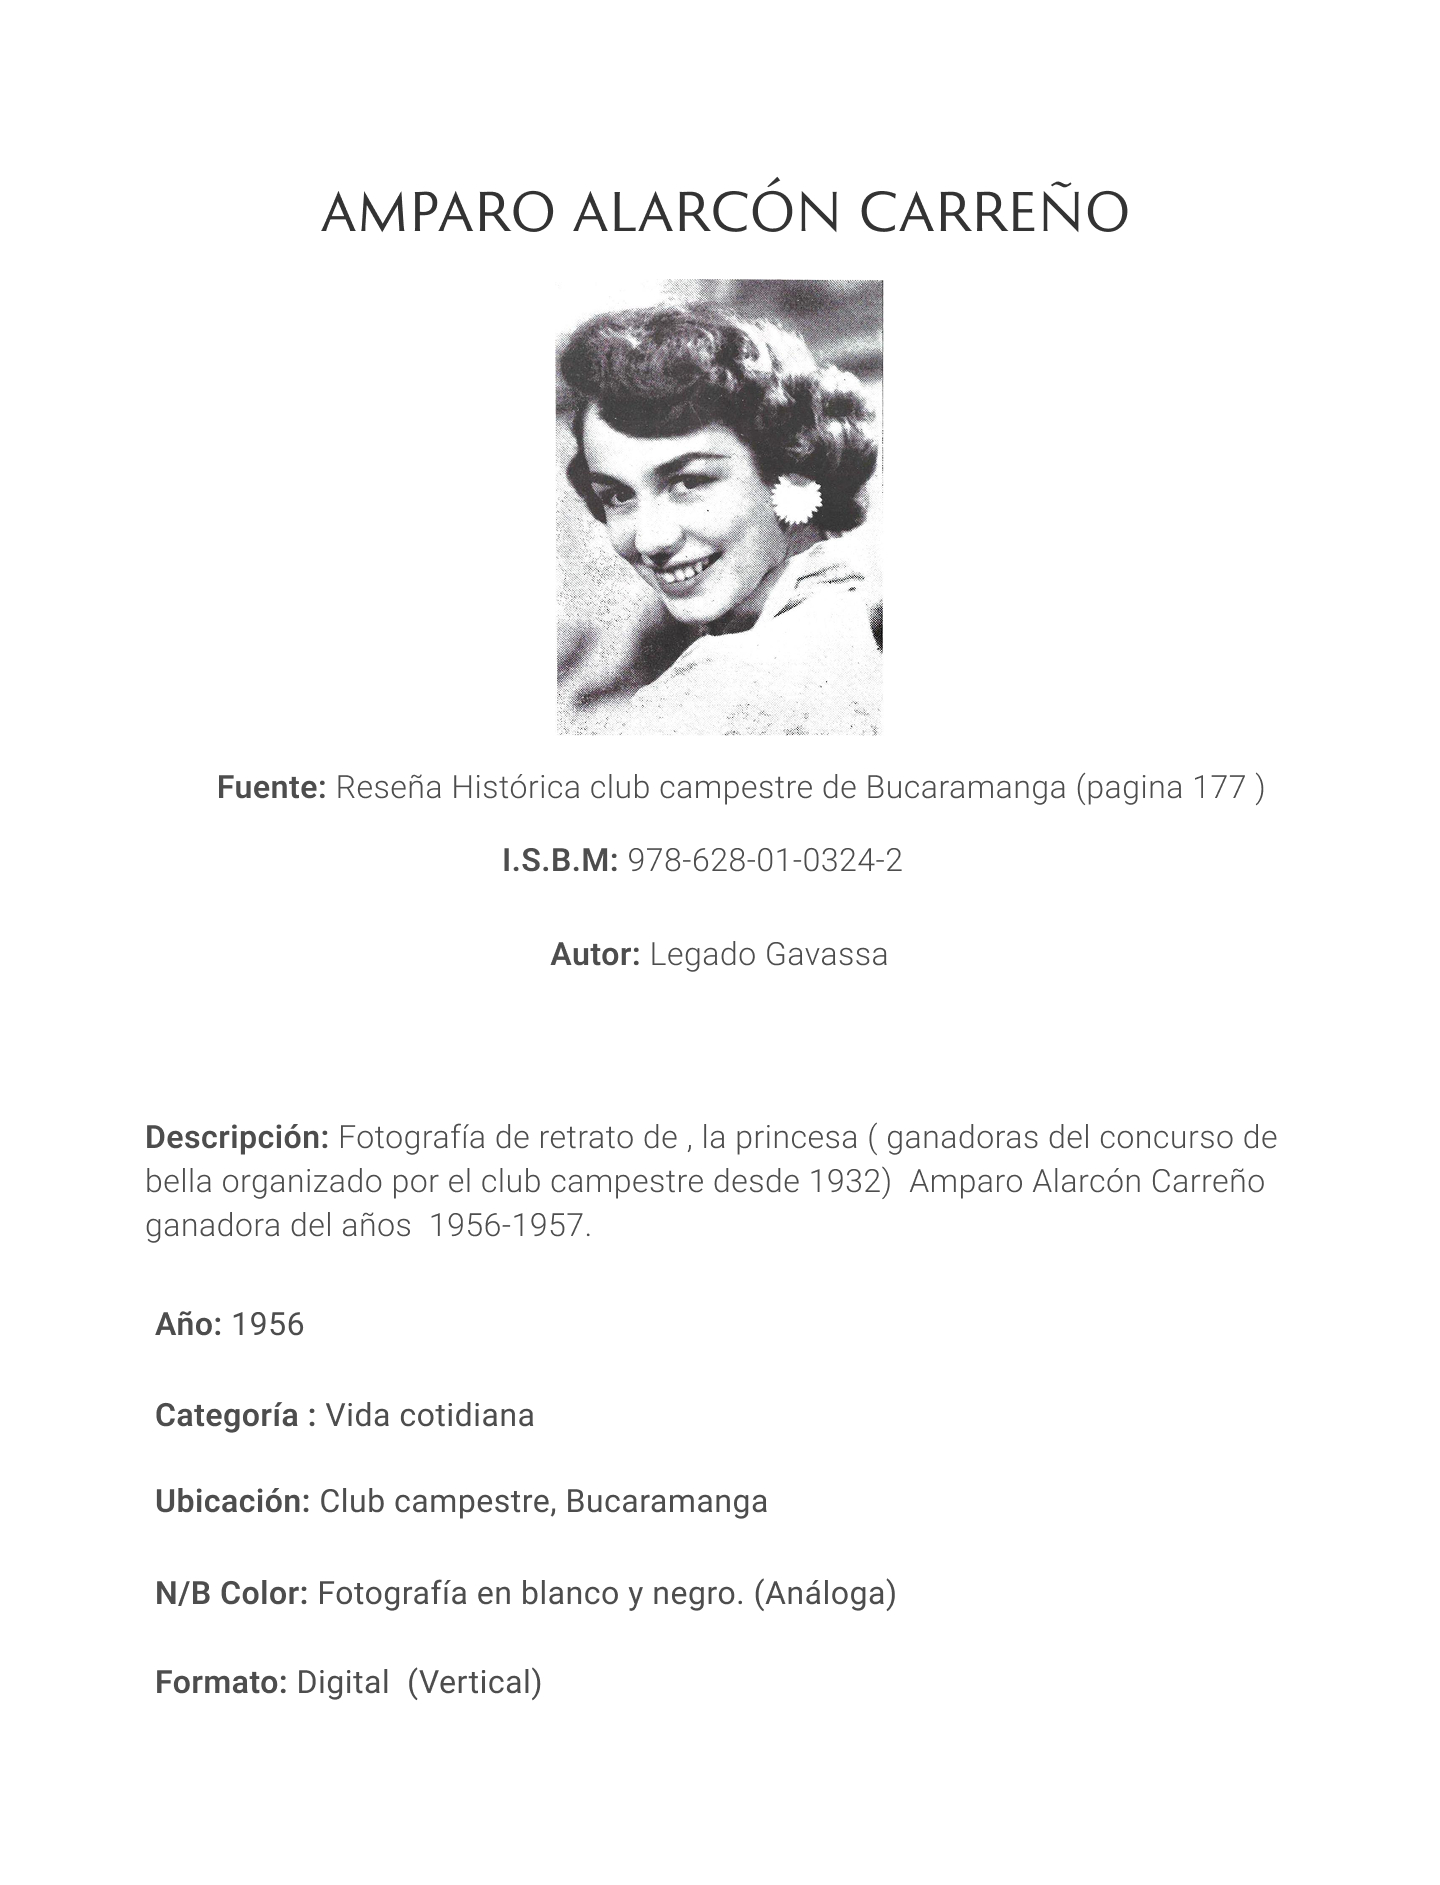 AMPARO ALARCÓN CARREÑO
Fuente: Reseña Histórica club campestre de Bucaramanga (pagina 177 )
I.S.B.M: 978-628-01-0324-2
Autor: Legado Gavassa
Descripción: Fotografía de retrato de , la princesa ( ganadoras del concurso de
bella organizado por el club campestre desde 1932)  Amparo Alarcón Carreño
ganadora del años  1956-1957.
Año: 1956
Categoría : Vida cotidiana
Ubicación: Club campestre, Bucaramanga
N/B Color: Fotografía en blanco y negro. (Análoga)
Formato: Digital  (Vertical)